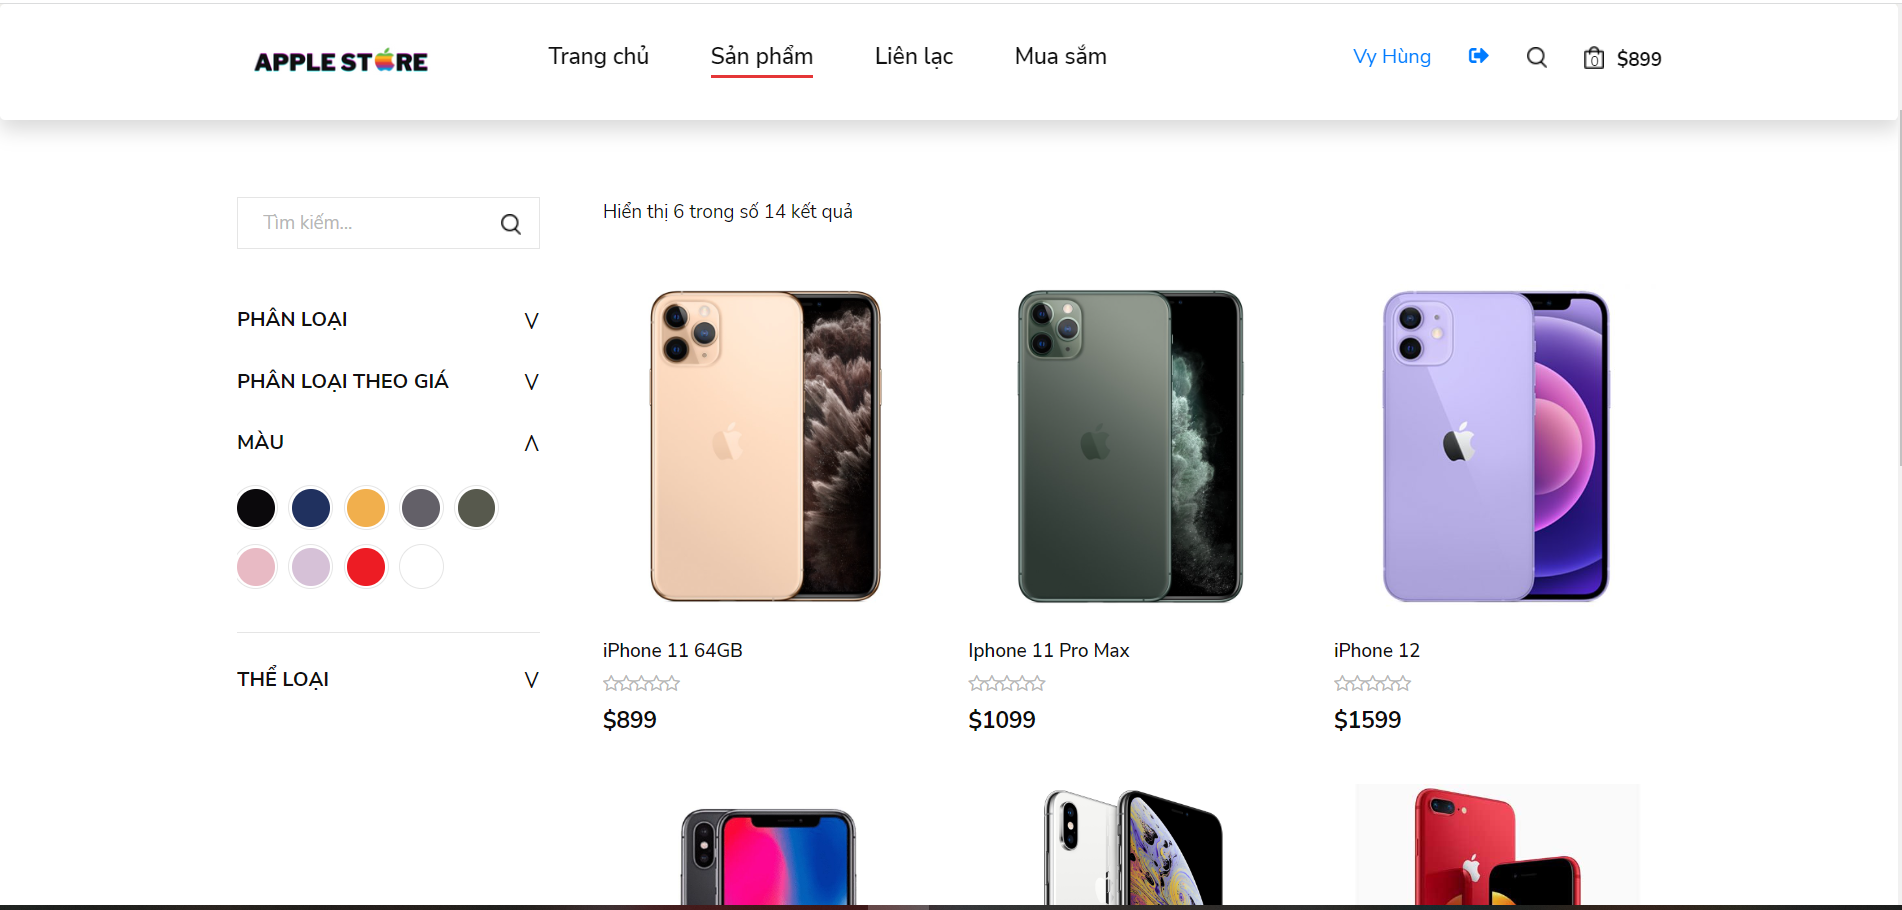 APPLE STORE
Trang chủ
Sản phẩm
Liên lạc
Mua sắm
Vy Hùng
0
$899
Tìm kiếm...
Hiển thị 6 trong số 14 kết quả
PHÂN LOẠI
PHÂN LOẠI THEO GIÁ
MÀU
THỂ LOẠI
iPhone 11 64GB
$899
Iphone 11 Pro Max
$1099
iPhone 12
$1599